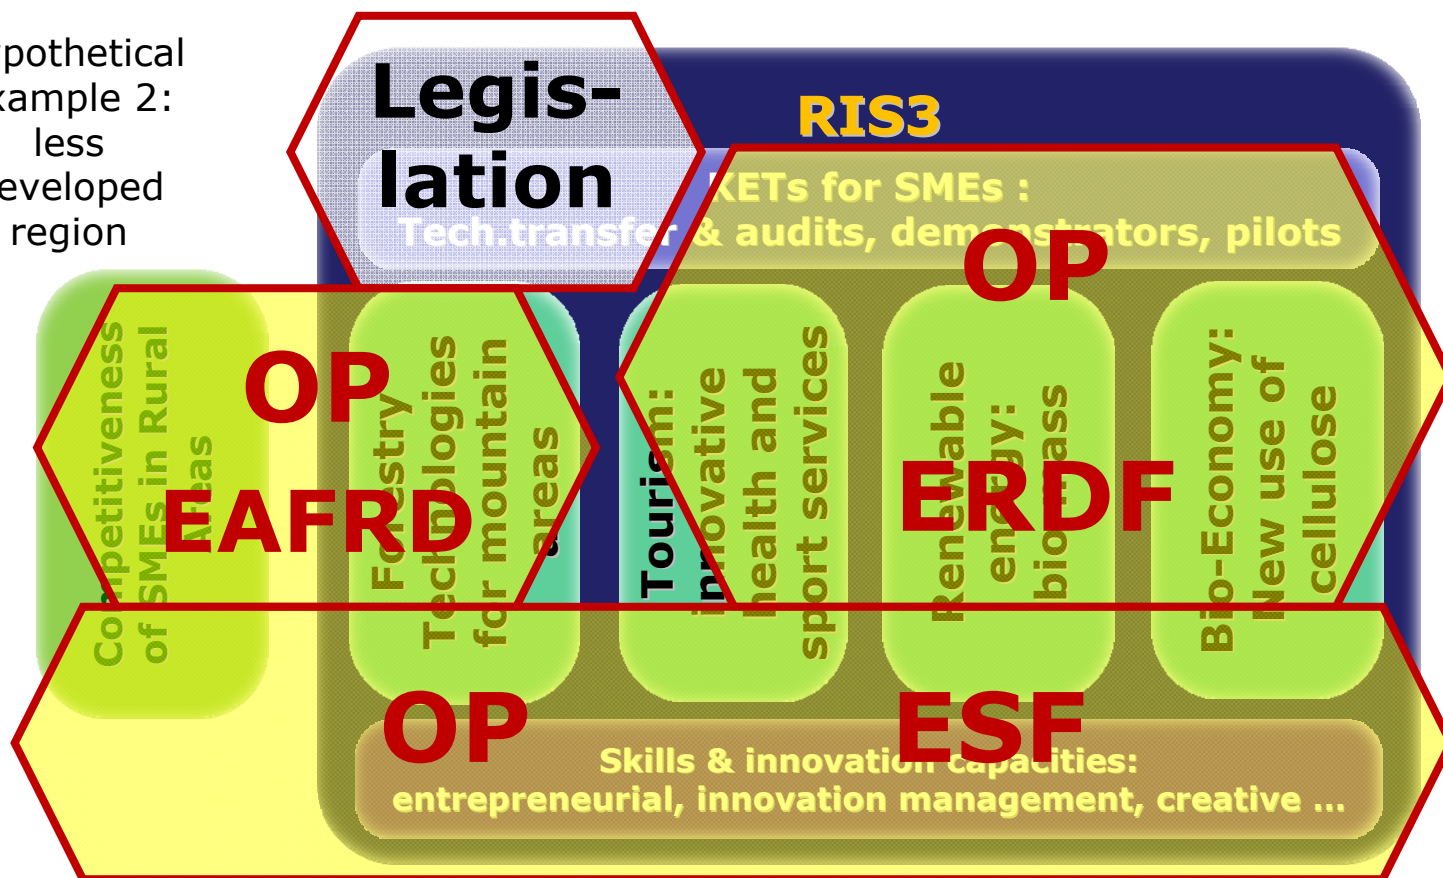 ypothetical
xample 2:
less
eveloped
region
Legis-
lation
RIS3
KETs for SMEs :
Tech.transfer & audits, demonstrators, pilots
OP
EAFRD
OP
ERDF
Competitiveness
of SMEs in Rural
Areas
Forestry
Technologies
for mountain
areas
Tourism:
innovative
health and
sport services
Renewable
energy:
biomass
Bio-Economy:
New use of
cellulose
OP ESF
Skills & innovation capacities:
entrepreneurial, innovation management, creative ...